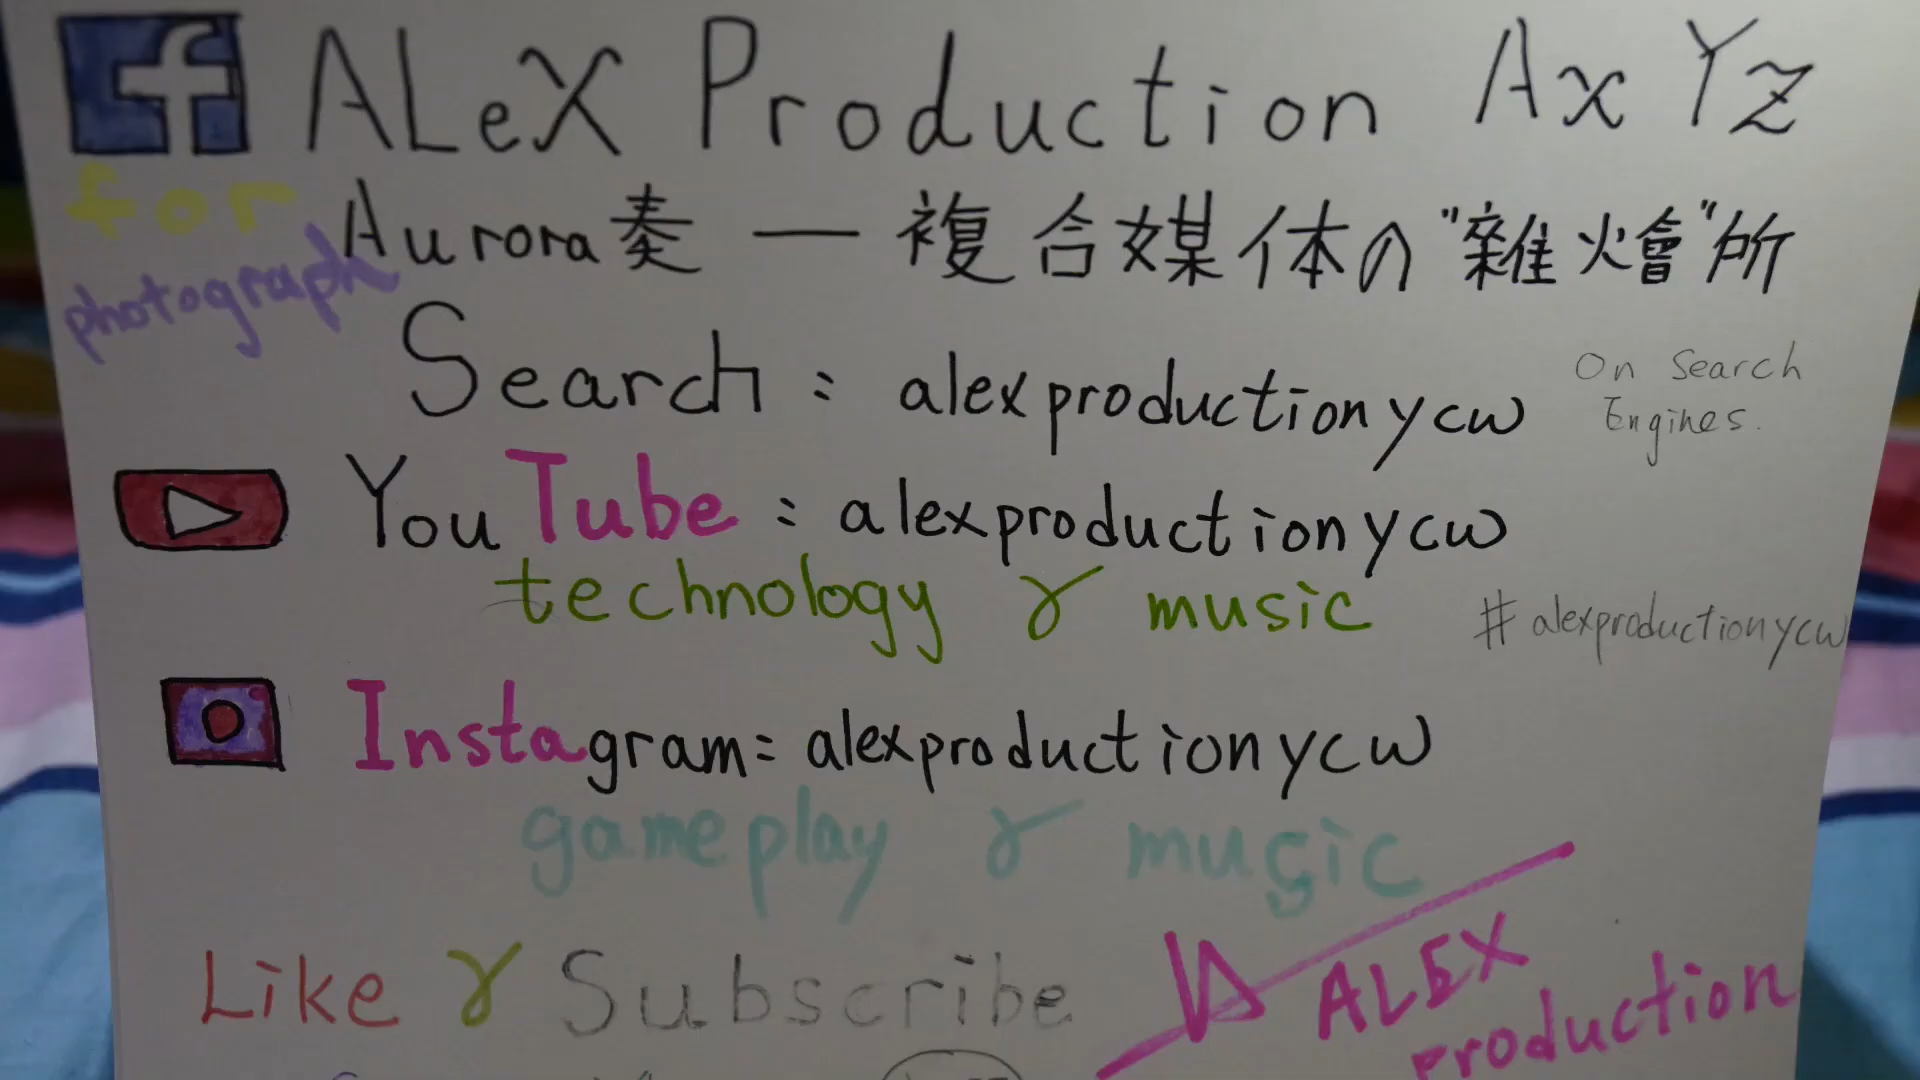 f ALeX Production AxYz
for
Aurora奏 — 複合媒体の"雜燴"所
photograph
Search : alexproductionycw
On Search
Engines.
YouTube : alexproductionycw
technology & music
#alexproductionycw
Instagram= alexproductionycw
gameplay & music
Like & Subscribe
ALEX
Production